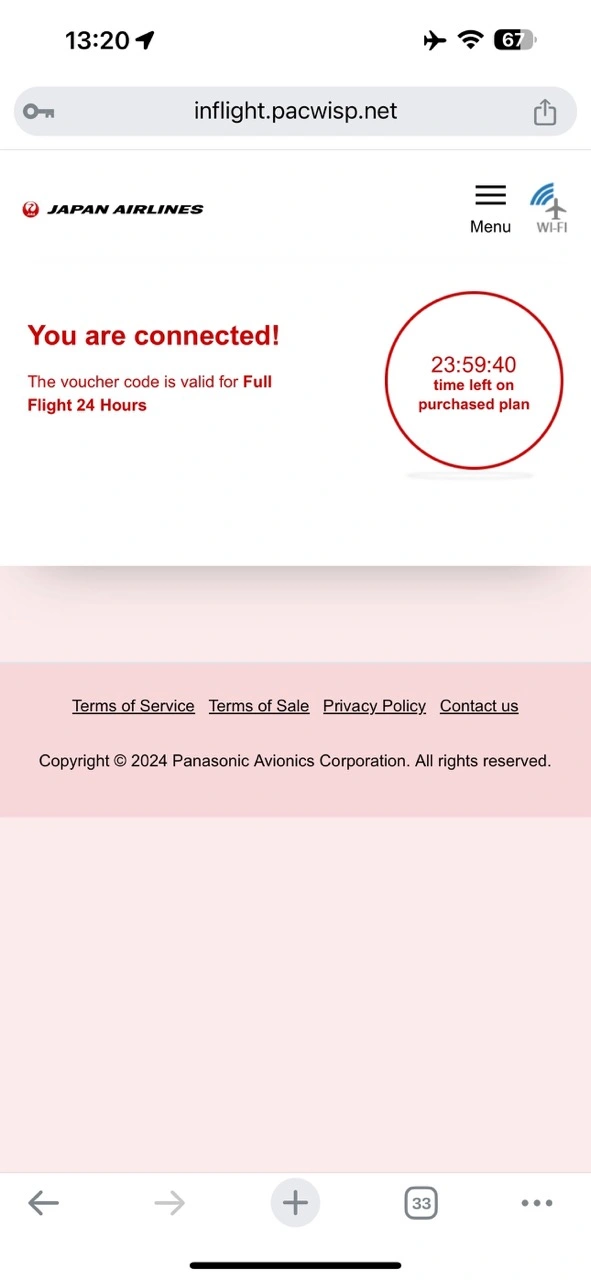 13:20
67
inflight.pacwisp.net
JAPAN AIRLINES
Menu
WI-FI
You are connected!
The voucher code is valid for Full
Flight 24 Hours
23:59:40
time left on
purchased plan
Terms of Service Terms of Sale Privacy Policy Contact us
Copyright © 2024 Panasonic Avionics Corporation. All rights reserved.
33